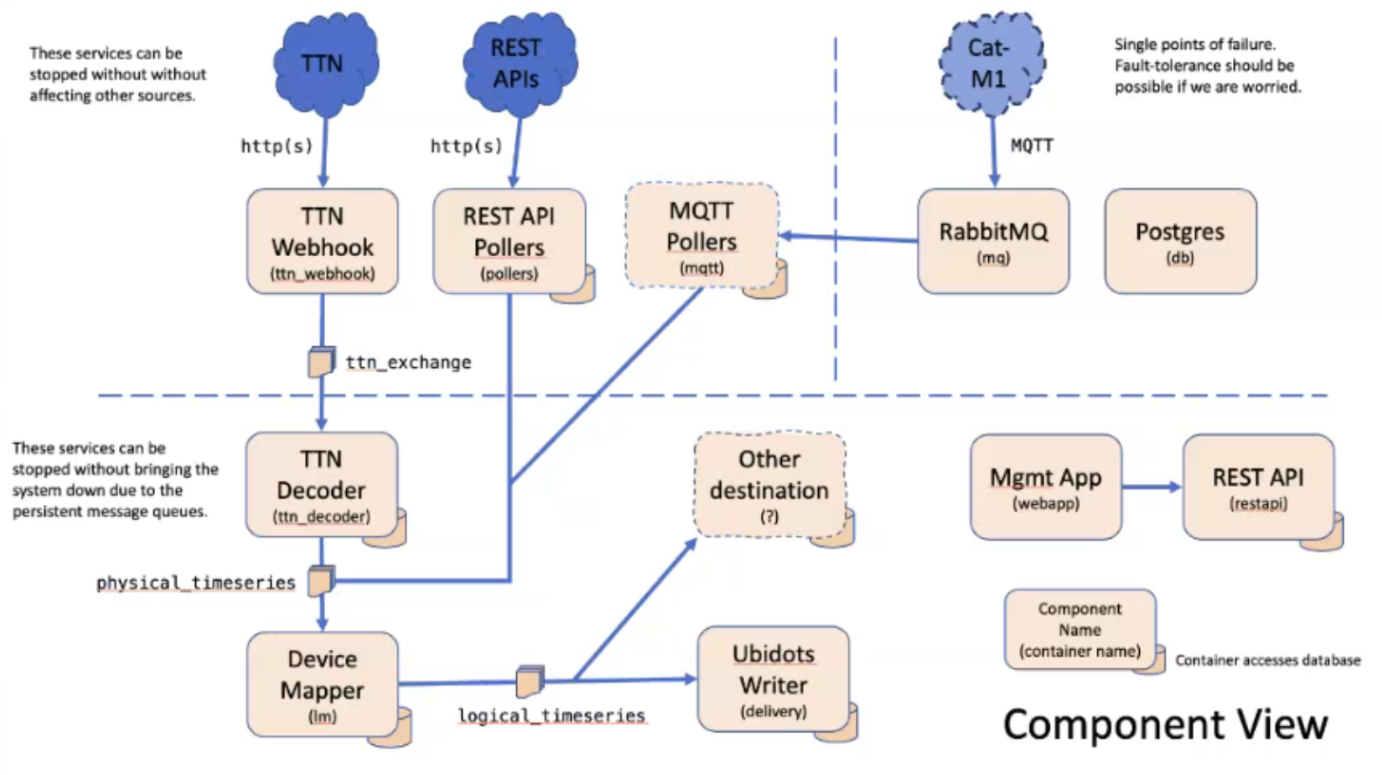 These services can be
stopped without without
affecting other sources.
TTN
REST
APIs
Cat-
M1
Single points of failure.
Fault-tolerance should be
possible if we are worried.
http(s)
http(s)
MQTT
TTN
Webhook
(ttn_webhook)
REST API
Pollers
(pollers)
MQTT
Pollers
(mqtt)
RabbitMQ
(mq)
Postgres
(db)
ttn_exchange
These services can be
stopped without bringing the
system down due to the
persistent message queues.
TTN
Decoder
(ttn_decoder)
Other
destination
(?)
Mgmt App
(webapp)
REST API
(restapi)
physical_timeseries
Device
Mapper
(lm)
logical_timeseries
Ubidots
Writer
(delivery)
Component
Name
(container name)
Container accesses database
Component View